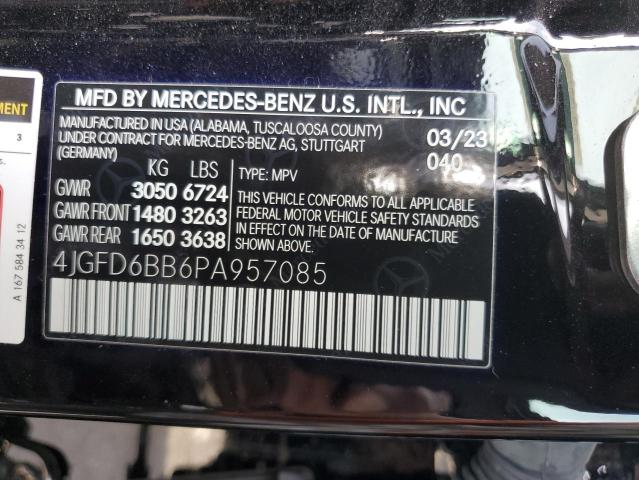 MFD BY MERCEDES-BENZ U.S. INTL., INC
MANUFACTURED IN USA (ALABAMA, TUSCALOOSA COUNTY)
UNDER CONTRACT FOR MERCEDES-BENZ AG, STUTTGART
(GERMANY)
03/23
040
KG LBS
GWR 3050 6724
GAWR FRONT 1480 3263
GAWR REAR 1650 3638
TYPE: MPV
THIS VEHICLE CONFORMS TO ALL APPLICABLE
FEDERAL MOTOR VEHICLE SAFETY STANDARDS
IN EFFECT ON THE DATE OF MANUFACTURE
SHOWN ABOVE.
4JGFD6BB6PA957085
MENT
3
s.
A 167 584 34 12